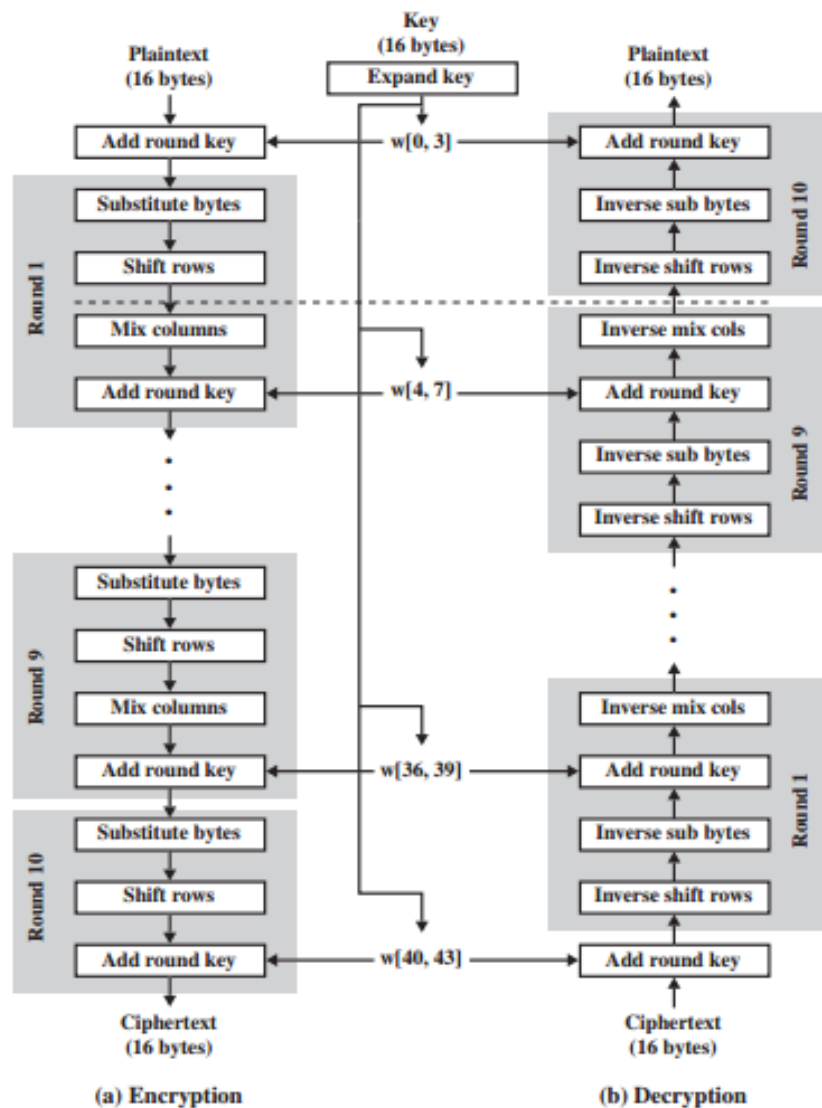 Plaintext
(16 bytes)
Add round key
Round 1
Substitute bytes
Shift rows
Mix columns
Add round key
Round 9
Substitute bytes
Shift rows
Mix columns
Add round key
Round 10
Substitute bytes
Shift rows
Add round key
Ciphertext
(16 bytes)
(a) Encryption
Key
(16 bytes)
Expand key
w[0, 3]
w[4, 7]
w[36, 39]
w[40, 43]
Plaintext
(16 bytes)
Add round key
Inverse sub bytes
Inverse shift rows
Round 10
Inverse mix cols
Add round key
Inverse sub bytes
Inverse shift rows
Round 9
Inverse mix cols
Add round key
Inverse sub bytes
Inverse shift rows
Round 1
Add round key
Ciphertext
(16 bytes)
(b) Decryption